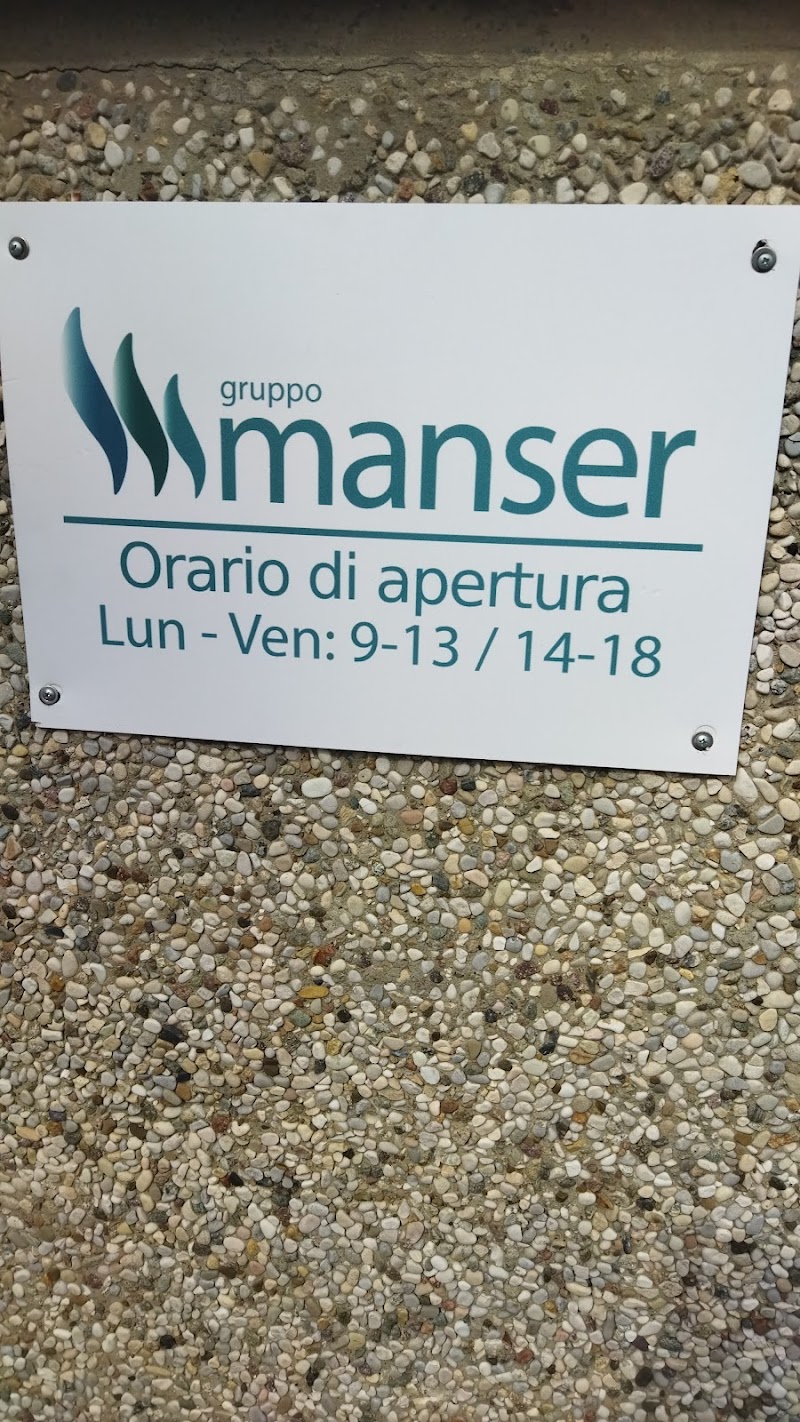 gruppo
manser
Orario di apertura
Lun - Ven: 9-13 / 14-18